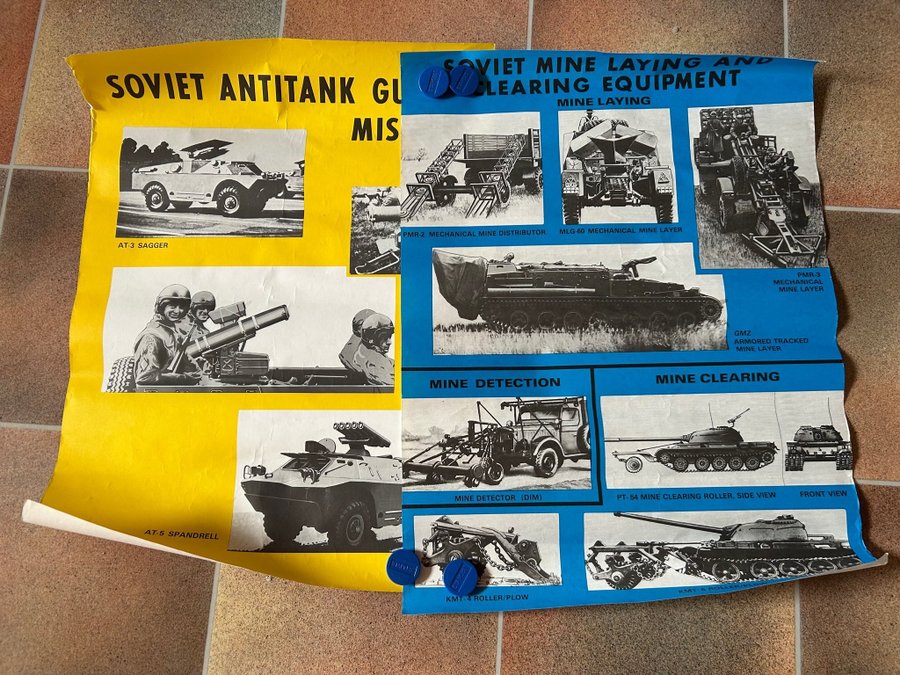 SOVIET ANTITANK GU
MIS
AT-3 SAGGER
AT-5 SPANDRELL
SOVIET MINE LAYING AND
CLEARING EQUIPMENT
MINE LAYING
PMR-2 MECHANICAL MINE DISTRIBUTOR
MLG-60 MECHANICAL MINE LAYER
PMR-3
MECHANICAL
MINE LAYER
GMZ
ARMORED TRACKED
MINE LAYER
MINE DETECTION
MINE DETECTOR (DIM)
MINE CLEARING
PT-54 MINE CLEARING ROLLER. SIDE VIEW
FRONT VIEW
KMT-4 ROLLER/PLOW